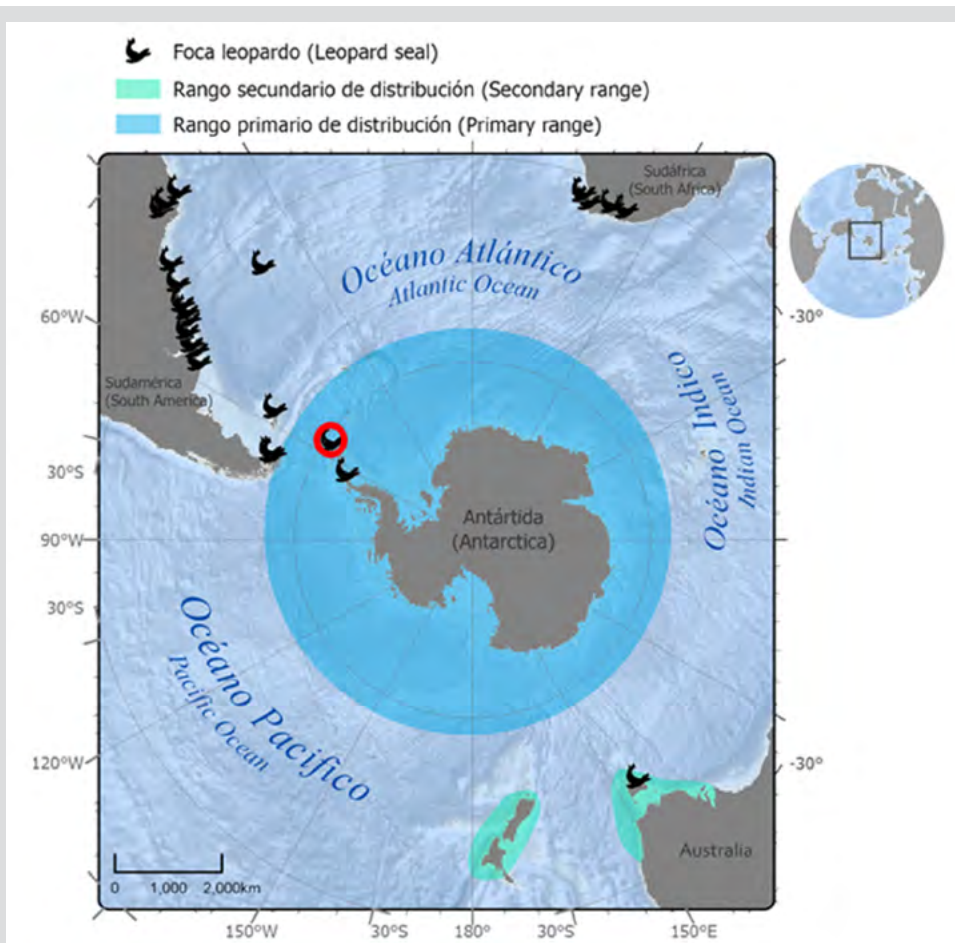 Foca leopardo (Leopard seal)
Rango secundario de distribución (Secondary range)
Rango primario de distribución (Primary range)
Sudáfrica
(South Africa)
Océano Atlántico
Atlantic Ocean
60°W
-30°
Océano Indico
Indian Ocean
Sudamérica
(South America)
30°S
Antártida
(Antarctica)
90°W
30°S
Océano Pacifico
Pacific Ocean
120°W
-30°
Australia
0 1,000 2,000km
150°W 30°S 180° 30°S 150°E